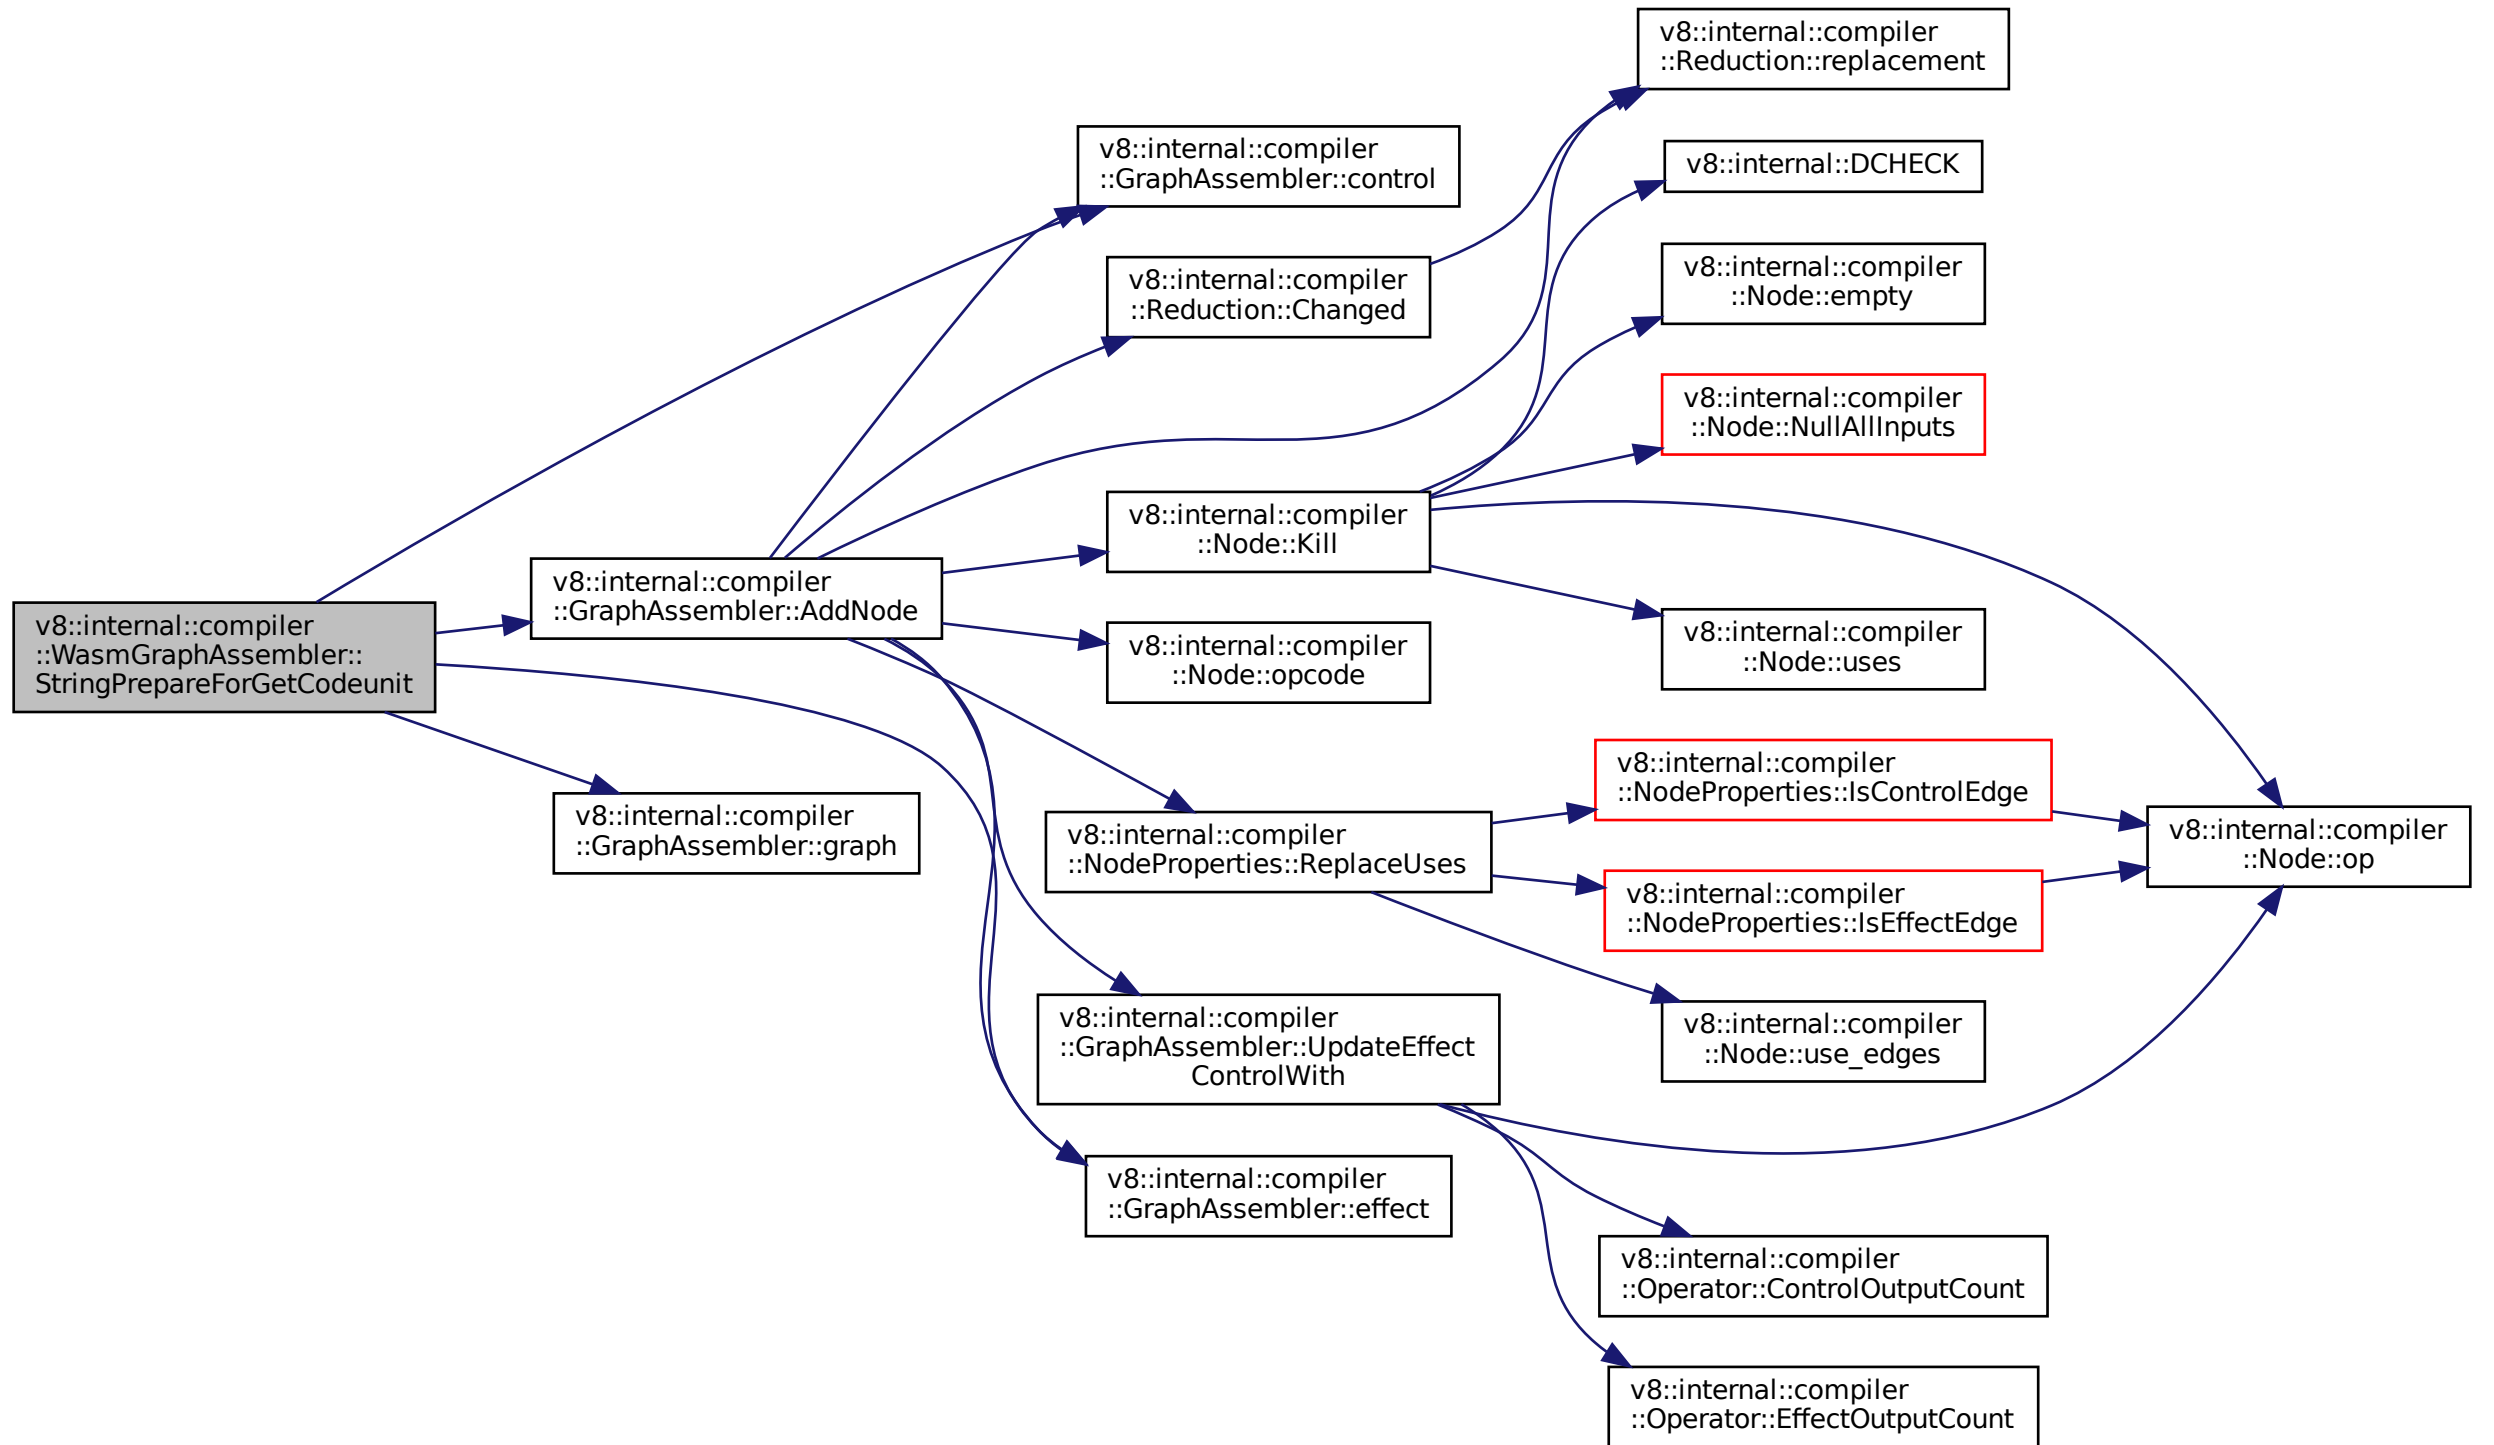 v8::internal::compiler
::Reduction::replacement
v8::internal::compiler
::GraphAssembler::control
v8::internal::DCHECK
v8::internal::compiler
::Reduction::Changed
v8::internal::compiler
::Node::empty
v8::internal::compiler
::Node::NullAllInputs
v8::internal::compiler
::Node::Kill
v8::internal::compiler
::GraphAssembler::AddNode
v8::internal::compiler
::WasmGraphAssembler::
StringPrepareForGetCodeunit
v8::internal::compiler
::Node::opcode
v8::internal::compiler
::Node::uses
v8::internal::compiler
::GraphAssembler::graph
v8::internal::compiler
::NodeProperties::ReplaceUses
v8::internal::compiler
::NodeProperties::IsControlEdge
v8::internal::compiler
::Node::op
v8::internal::compiler
::NodeProperties::IsEffectEdge
v8::internal::compiler
::Node::use_edges
v8::internal::compiler
::GraphAssembler::UpdateEffect
ControlWith
v8::internal::compiler
::GraphAssembler::effect
v8::internal::compiler
::Operator::ControlOutputCount
v8::internal::compiler
::Operator::EffectOutputCount